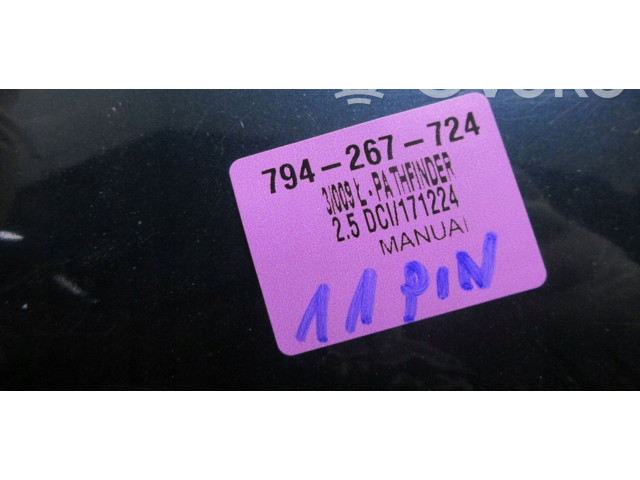 794-267-724
3/009 Ł-PATHFINDER
2.5 DCI/171224
MANUAl
11 PIN